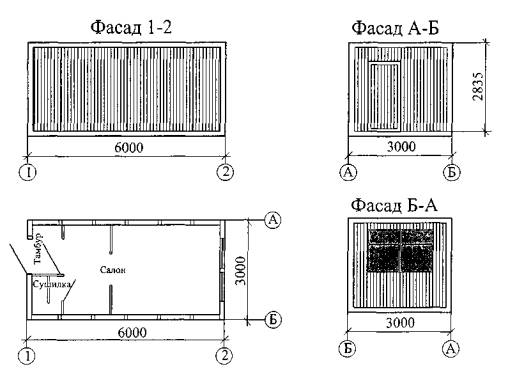 Фасад 1-2
6000
1
2
Фасад А-Б
2835
3000
А
Б
Тамбур
Сушилка
Салон
3000
А
Б
6000
1
2
Фасад Б-А
3000
Б
А